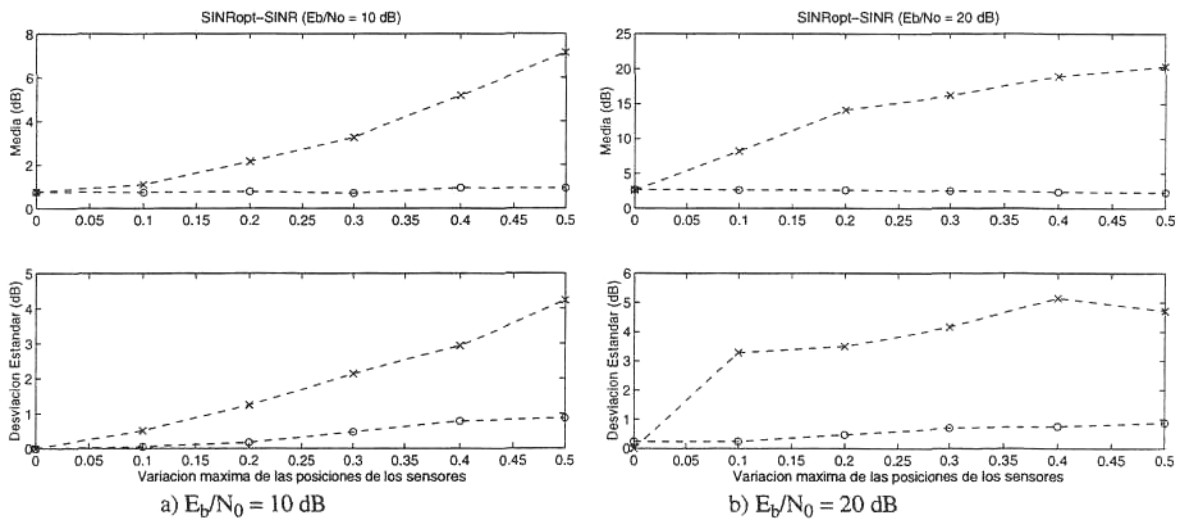 SINRopt-SINR (Eb/No = 10 dB)
8
6
4
2
0
Media (dB)
0 0.05 0.1 0.15 0.2 0.25 0.3 0.35 0.4 0.45 0.5
5
4
3
2
1
0
Desviacion Estandar (dB)
0 0.05 0.1 0.15 0.2 0.25 0.3 0.35 0.4 0.45 0.5
Variacion maxima de las posiciones de los sensores
a) E_b/N_0 = 10 dB
SINRopt-SINR (Eb/No = 20 dB)
25
20
15
10
5
0
Media (dB)
0 0.05 0.1 0.15 0.2 0.25 0.3 0.35 0.4 0.45 0.5
6
5
4
3
2
1
0
Desviacion Estandar (dB)
0 0.05 0.1 0.15 0.2 0.25 0.3 0.35 0.4 0.45 0.5
Variacion maxima de las posiciones de los sensores
b) E_b/N_0 = 20 dB